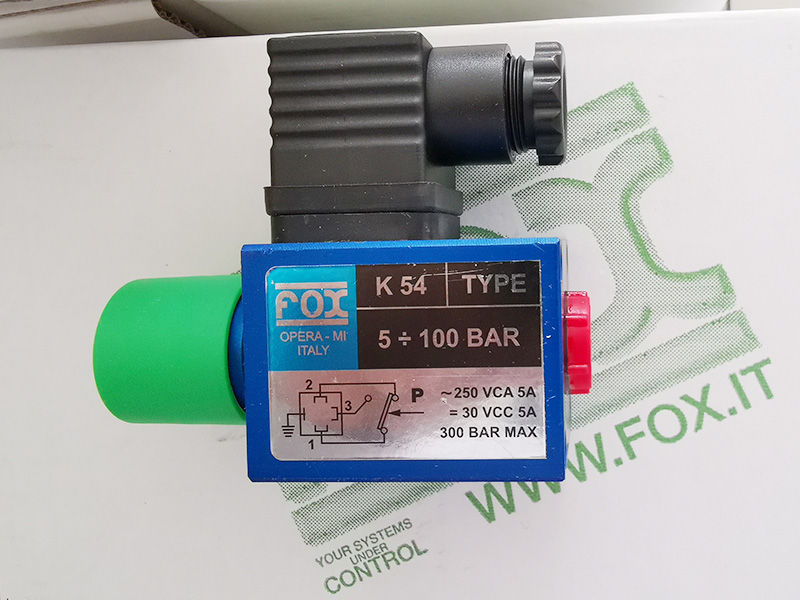 FOX
OPERA - MI
ITALY
K 54 TYPE
5 ÷ 100 BAR
2
3
1
P
~ 250 VCA 5A
= 30 VCC 5A
300 BAR MAX
WWW.FOX.IT
YOUR SYSTEMS
UNDER
CONTROL